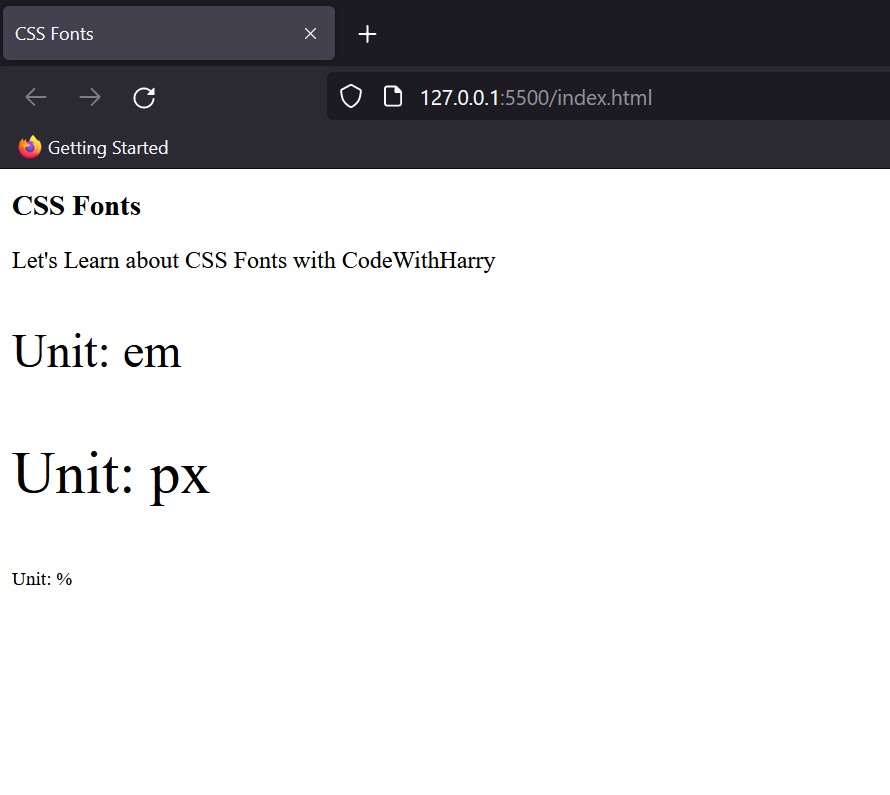 CSS Fonts
127.0.0.1:5500/index.html
Getting Started
CSS Fonts
Let's Learn about CSS Fonts with CodeWithHarry
Unit: em
Unit: px
Unit: %